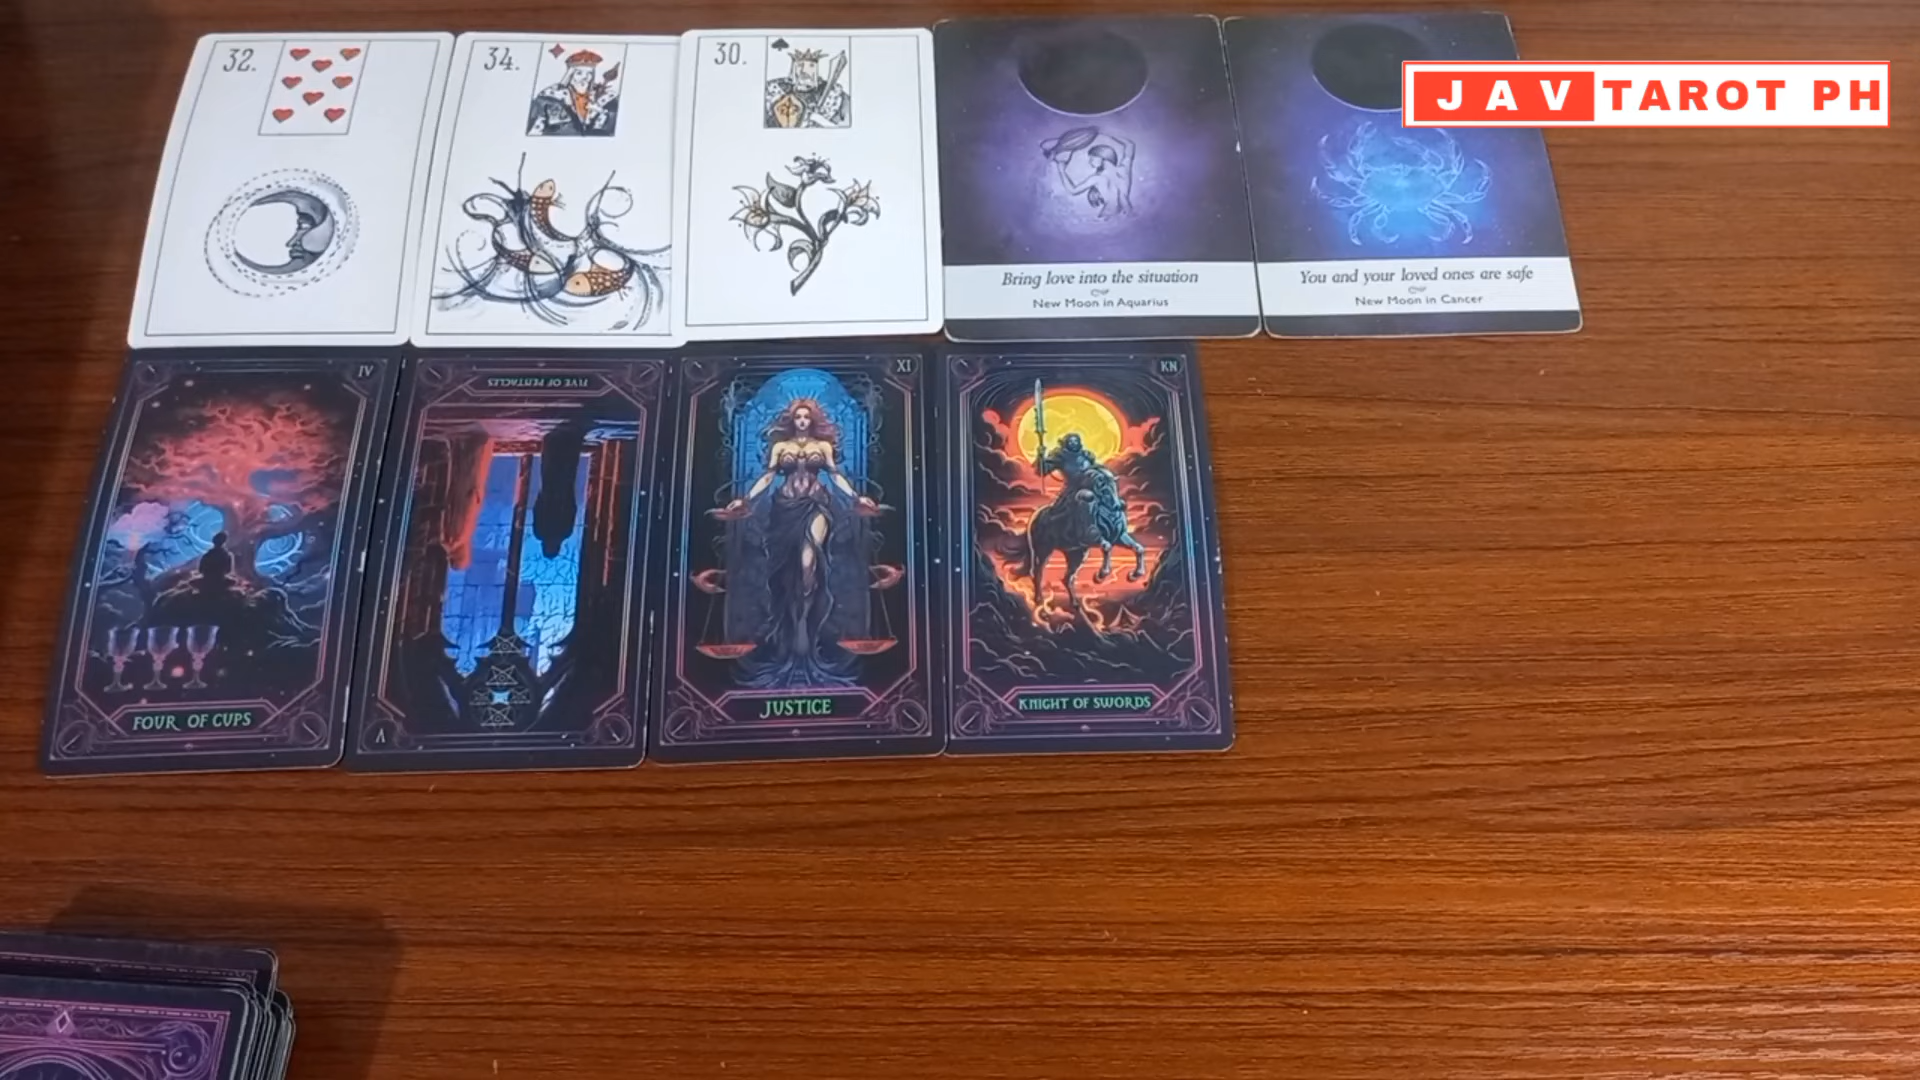 32.
34.
30.
JAV TAROT PH
Bring love into the situation
New Moon in Aquarius
You and your loved ones are safe
New Moon in Cancer
IV
FIVE OF PENTACLES
XI
KN
FOUR OF CUPS
V
JUSTICE
KNIGHT OF SWORDS